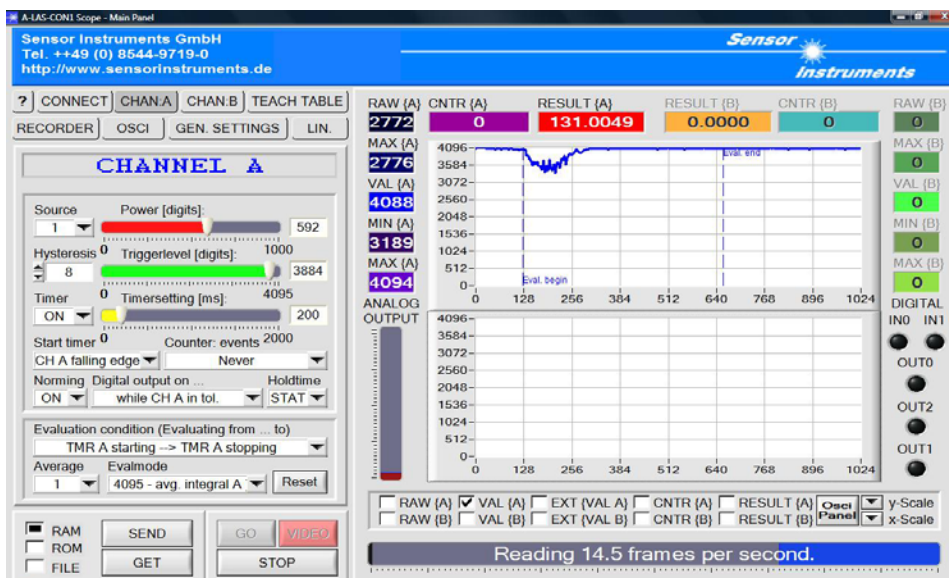 A-LAS-CON1 Scope - Main Panel
Sensor Instruments GmbH
Tel. ++49 (0) 8544-9719-0
http://www.sensorinstruments.de
Sensor
Instruments
? CONNECT CHAN:A CHAN:B TEACH TABLE
RECORDER OSCI GEN. SETTINGS LIN.
CHANNEL A
Source Power [digits]:
1 592
0 1000
Hysteresis Triggerlevel [digits]:
8 3884
0 4095
Timer Timersetting [ms]:
ON 200
0 2000
Start timer Counter: events
CH A falling edge Never
Norming Digital output on ... Holdtime
ON while CH A in tol. STAT
Evaluation condition (Evaluating from ... to)
TMR A starting --> TMR A stopping
Average Evalmode
1 4095 - avg. integral A Reset
RAM SEND GO VIDEO
ROM
FILE GET STOP
RAW {A} CNTR {A} RESULT {A} RESULT {B} CNTR {B} RAW {B}
2772 0 131.0049 0.0000 0 0
MAX {A}
2776
VAL {A}
4088
MIN {A}
3189
MAX {A}
4094
ANALOG
OUTPUT
4096
3584
3072
2560
2048
1536
1024
512
0
Eval. end
Eval. begin
0 128 256 384 512 640 768 896 1024
4096
3584
3072
2560
2048
1536
1024
512
0
0 128 256 384 512 640 768 896 1024
MAX {B}
0
VAL {B}
0
MIN {B}
0
MAX {B}
0
DIGITAL
IN0 IN1
OUT0
OUT2
OUT1
RAW {A} VAL {A} EXT {VAL A} CNTR {A} RESULT {A} Osci Panel y-Scale
RAW {B} VAL {B} EXT {VAL B} CNTR {B} RESULT {B} x-Scale
Reading 14.5 frames per second.